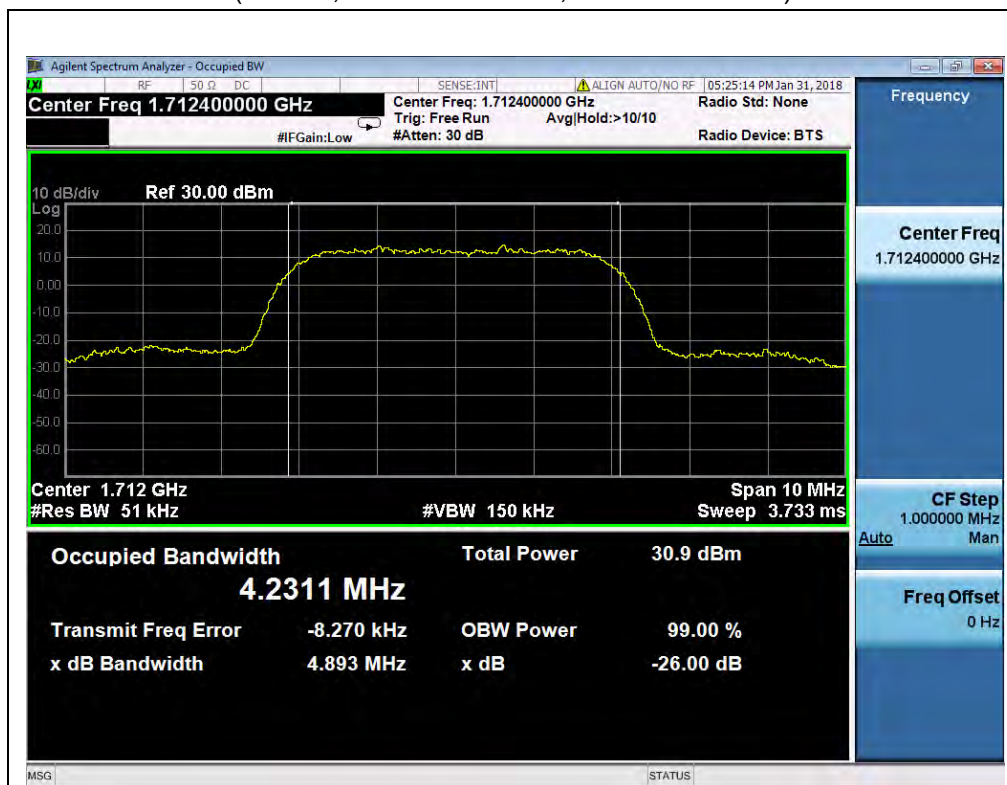 Agilent Spectrum Analyzer - Occupied BW
LXI RF 50 Ω DC SENSE:INT ALIGN AUTO/NO RF 05:25:14 PM Jan 31, 2018
Center Freq 1.712400000 GHz
Center Freq: 1.712400000 GHz
Radio Std: None
Trig: Free Run Avg|Hold:>10/10
#IFGain:Low
#Atten: 30 dB
Radio Device: BTS
10 dB/div Ref 30.00 dBm
Log
20.0
10.0
0.00
-10.0
-20.0
-30.0
-40.0
-50.0
-60.0
Center 1.712 GHz Span 10 MHz
#Res BW 51 kHz #VBW 150 kHz Sweep 3.733 ms
Occupied Bandwidth
4.2311 MHz
Total Power 30.9 dBm
Transmit Freq Error -8.270 kHz OBW Power 99.00 %
x dB Bandwidth 4.893 MHz x dB -26.00 dB
Frequency
Center Freq
1.712400000 GHz
CF Step
1.000000 MHz
Auto Man
Freq Offset
0 Hz
MSG STATUS